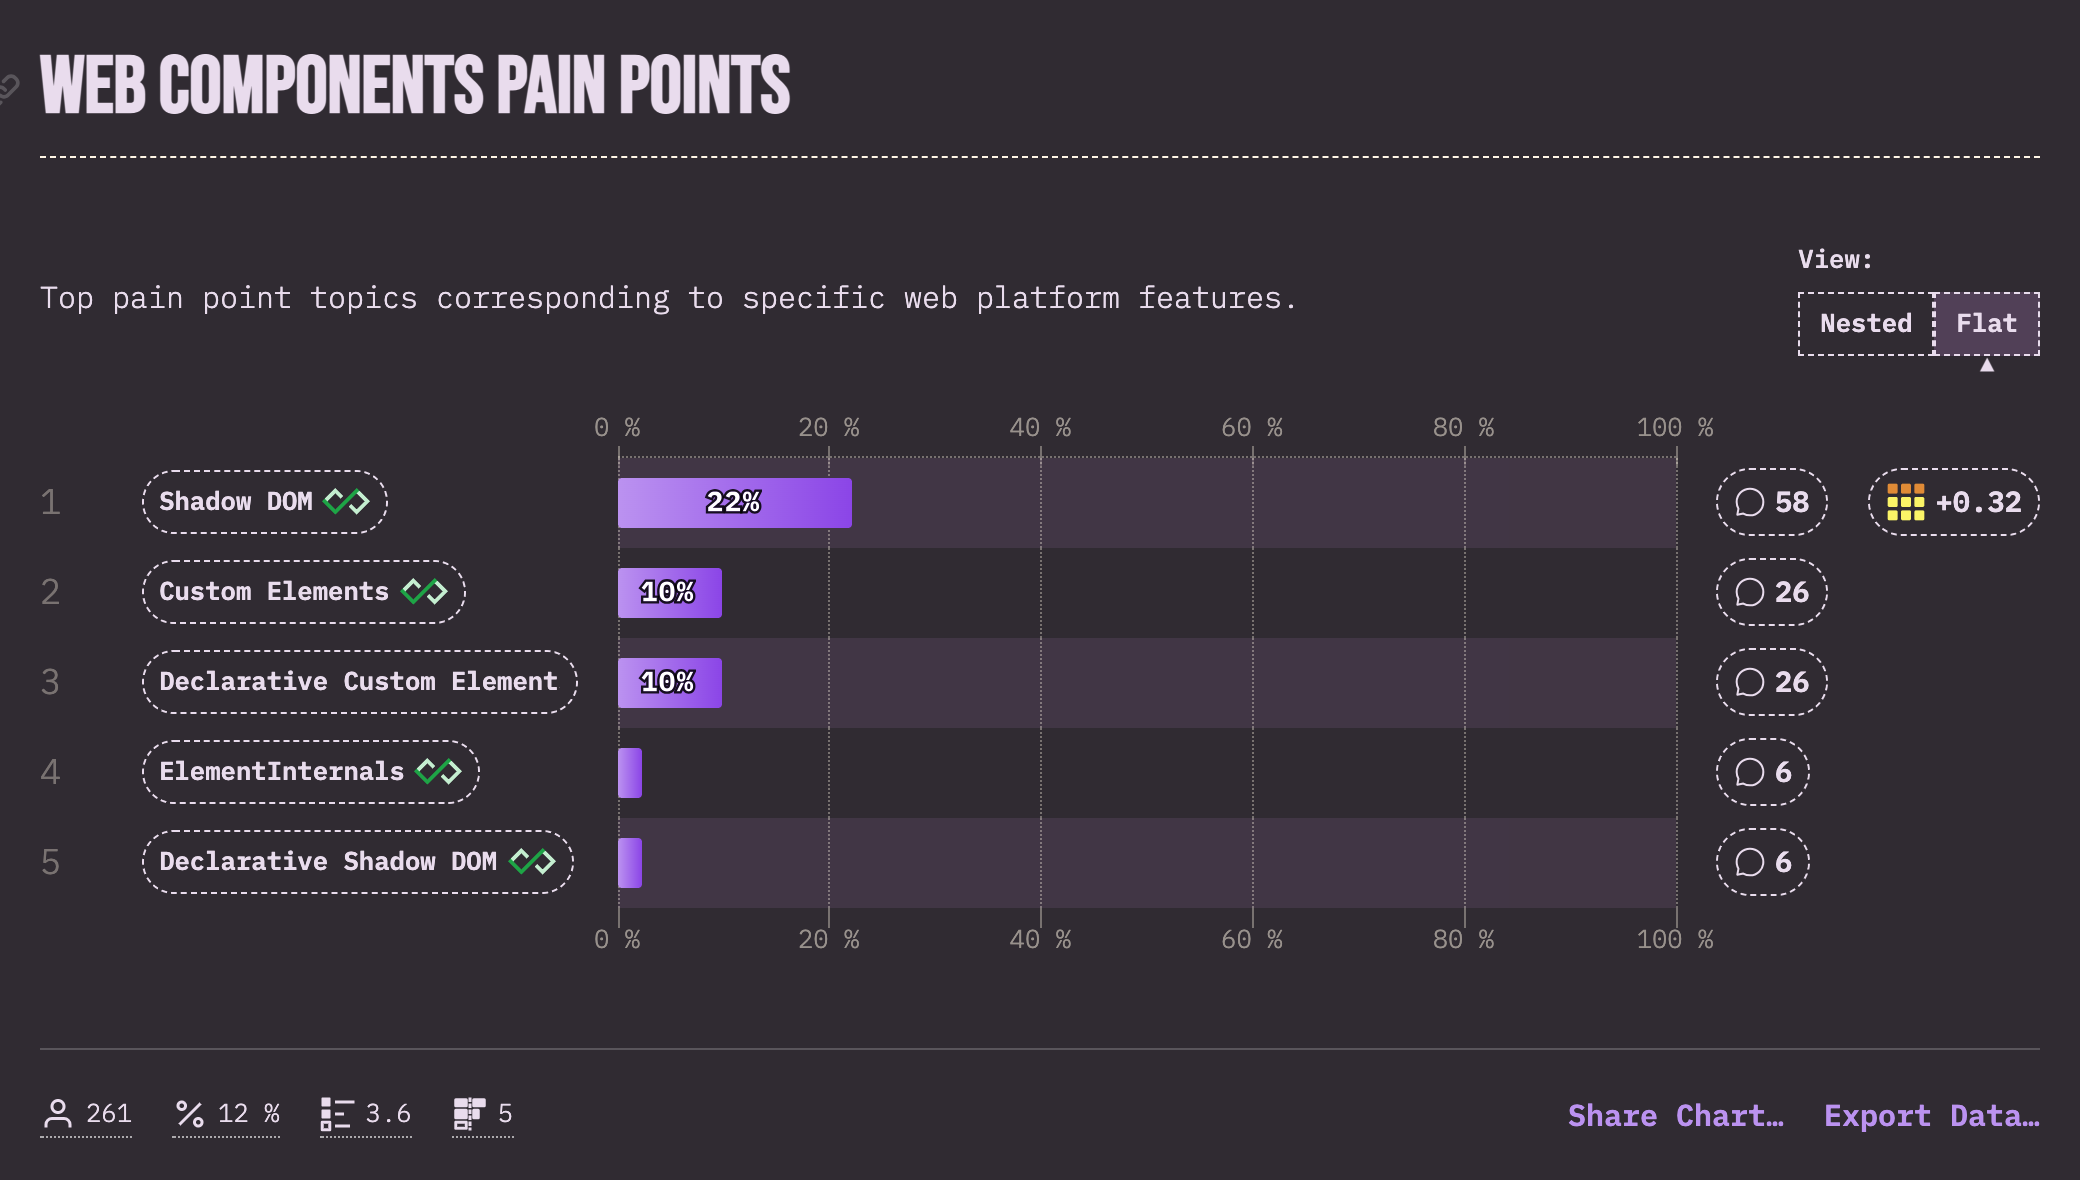 WEB COMPONENTS PAIN POINTS
Top pain point topics corresponding to specific web platform features.
View:
Nested Flat
0 % 20 % 40 % 60 % 80 % 100 %
1 Shadow DOM 22% 58 +0.32
2 Custom Elements 10% 26
3 Declarative Custom Element 10% 26
4 ElementInternals 6
5 Declarative Shadow DOM 6
0 % 20 % 40 % 60 % 80 % 100 %
261 12 % 3.6 5 Share Chart… Export Data…